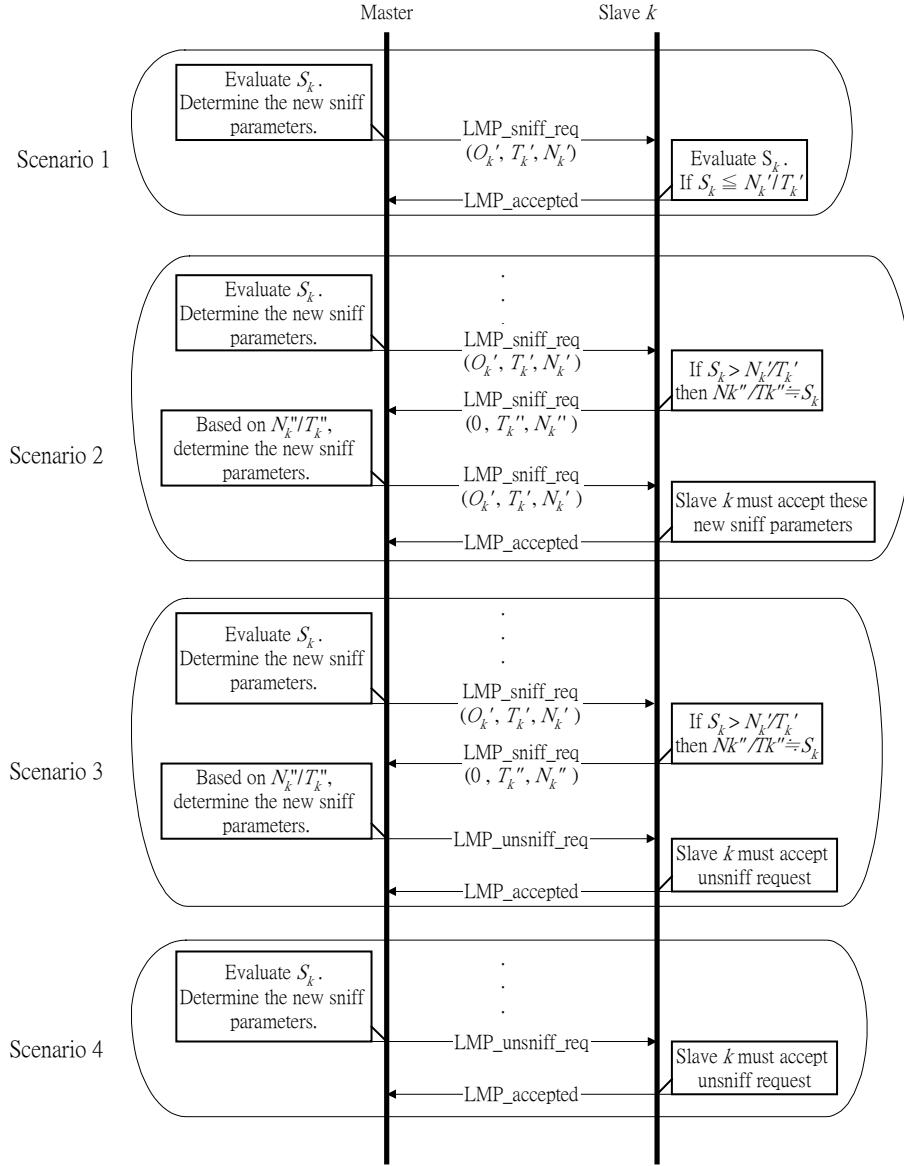 Master
Slave k
Scenario 1
Evaluate Sk .
Determine the new sniff
parameters.
LMP_sniff_req
(Ok′, Tk′, Nk′)
Evaluate Sk.
If Sk ≦ Nk′/Tk′
LMP_accepted
Scenario 2
Evaluate Sk .
Determine the new sniff
parameters.
.
.
.
LMP_sniff_req
(Ok′, Tk′, Nk′ )
If Sk > Nk′/Tk′
then Nk″/Tk″≒Sk
LMP_sniff_req
(0 , Tk″, Nk″ )
Based on Nk″/Tk″,
determine the new sniff
parameters.
LMP_sniff_req
(Ok′, Tk′, Nk′ )
Slave k must accept these
new sniff parameters
LMP_accepted
Scenario 3
Evaluate Sk .
Determine the new sniff
parameters.
.
.
.
LMP_sniff_req
(Ok′, Tk′, Nk′ )
If Sk > Nk′/Tk′
then Nk″/Tk″≒Sk
LMP_sniff_req
(0 , Tk″, Nk″ )
Based on Nk″/Tk″,
determine the new sniff
parameters.
LMP_unsniff_req
Slave k must accept
unsniff request
LMP_accepted
Scenario 4
Evaluate Sk .
Determine the new sniff
parameters.
.
.
.
LMP_unsniff_req
Slave k must accept
unsniff request
LMP_accepted